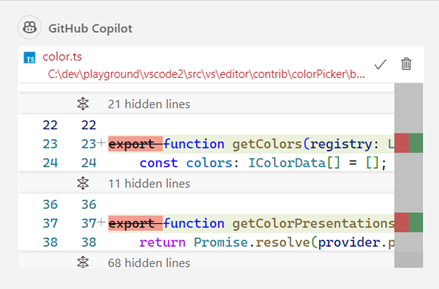 GitHub Copilot
TS color.ts
C:\dev\playground\vscode2\src\vs\editor\contrib\colorPicker\b...
21 hidden lines
22 22
23 23+ export function getColors(registry: L
24 24 const colors: IColorData[] = [];
11 hidden lines
36 36
37 37+ export function getColorPresentations
38 38 return Promise.resolve(provider.p
68 hidden lines